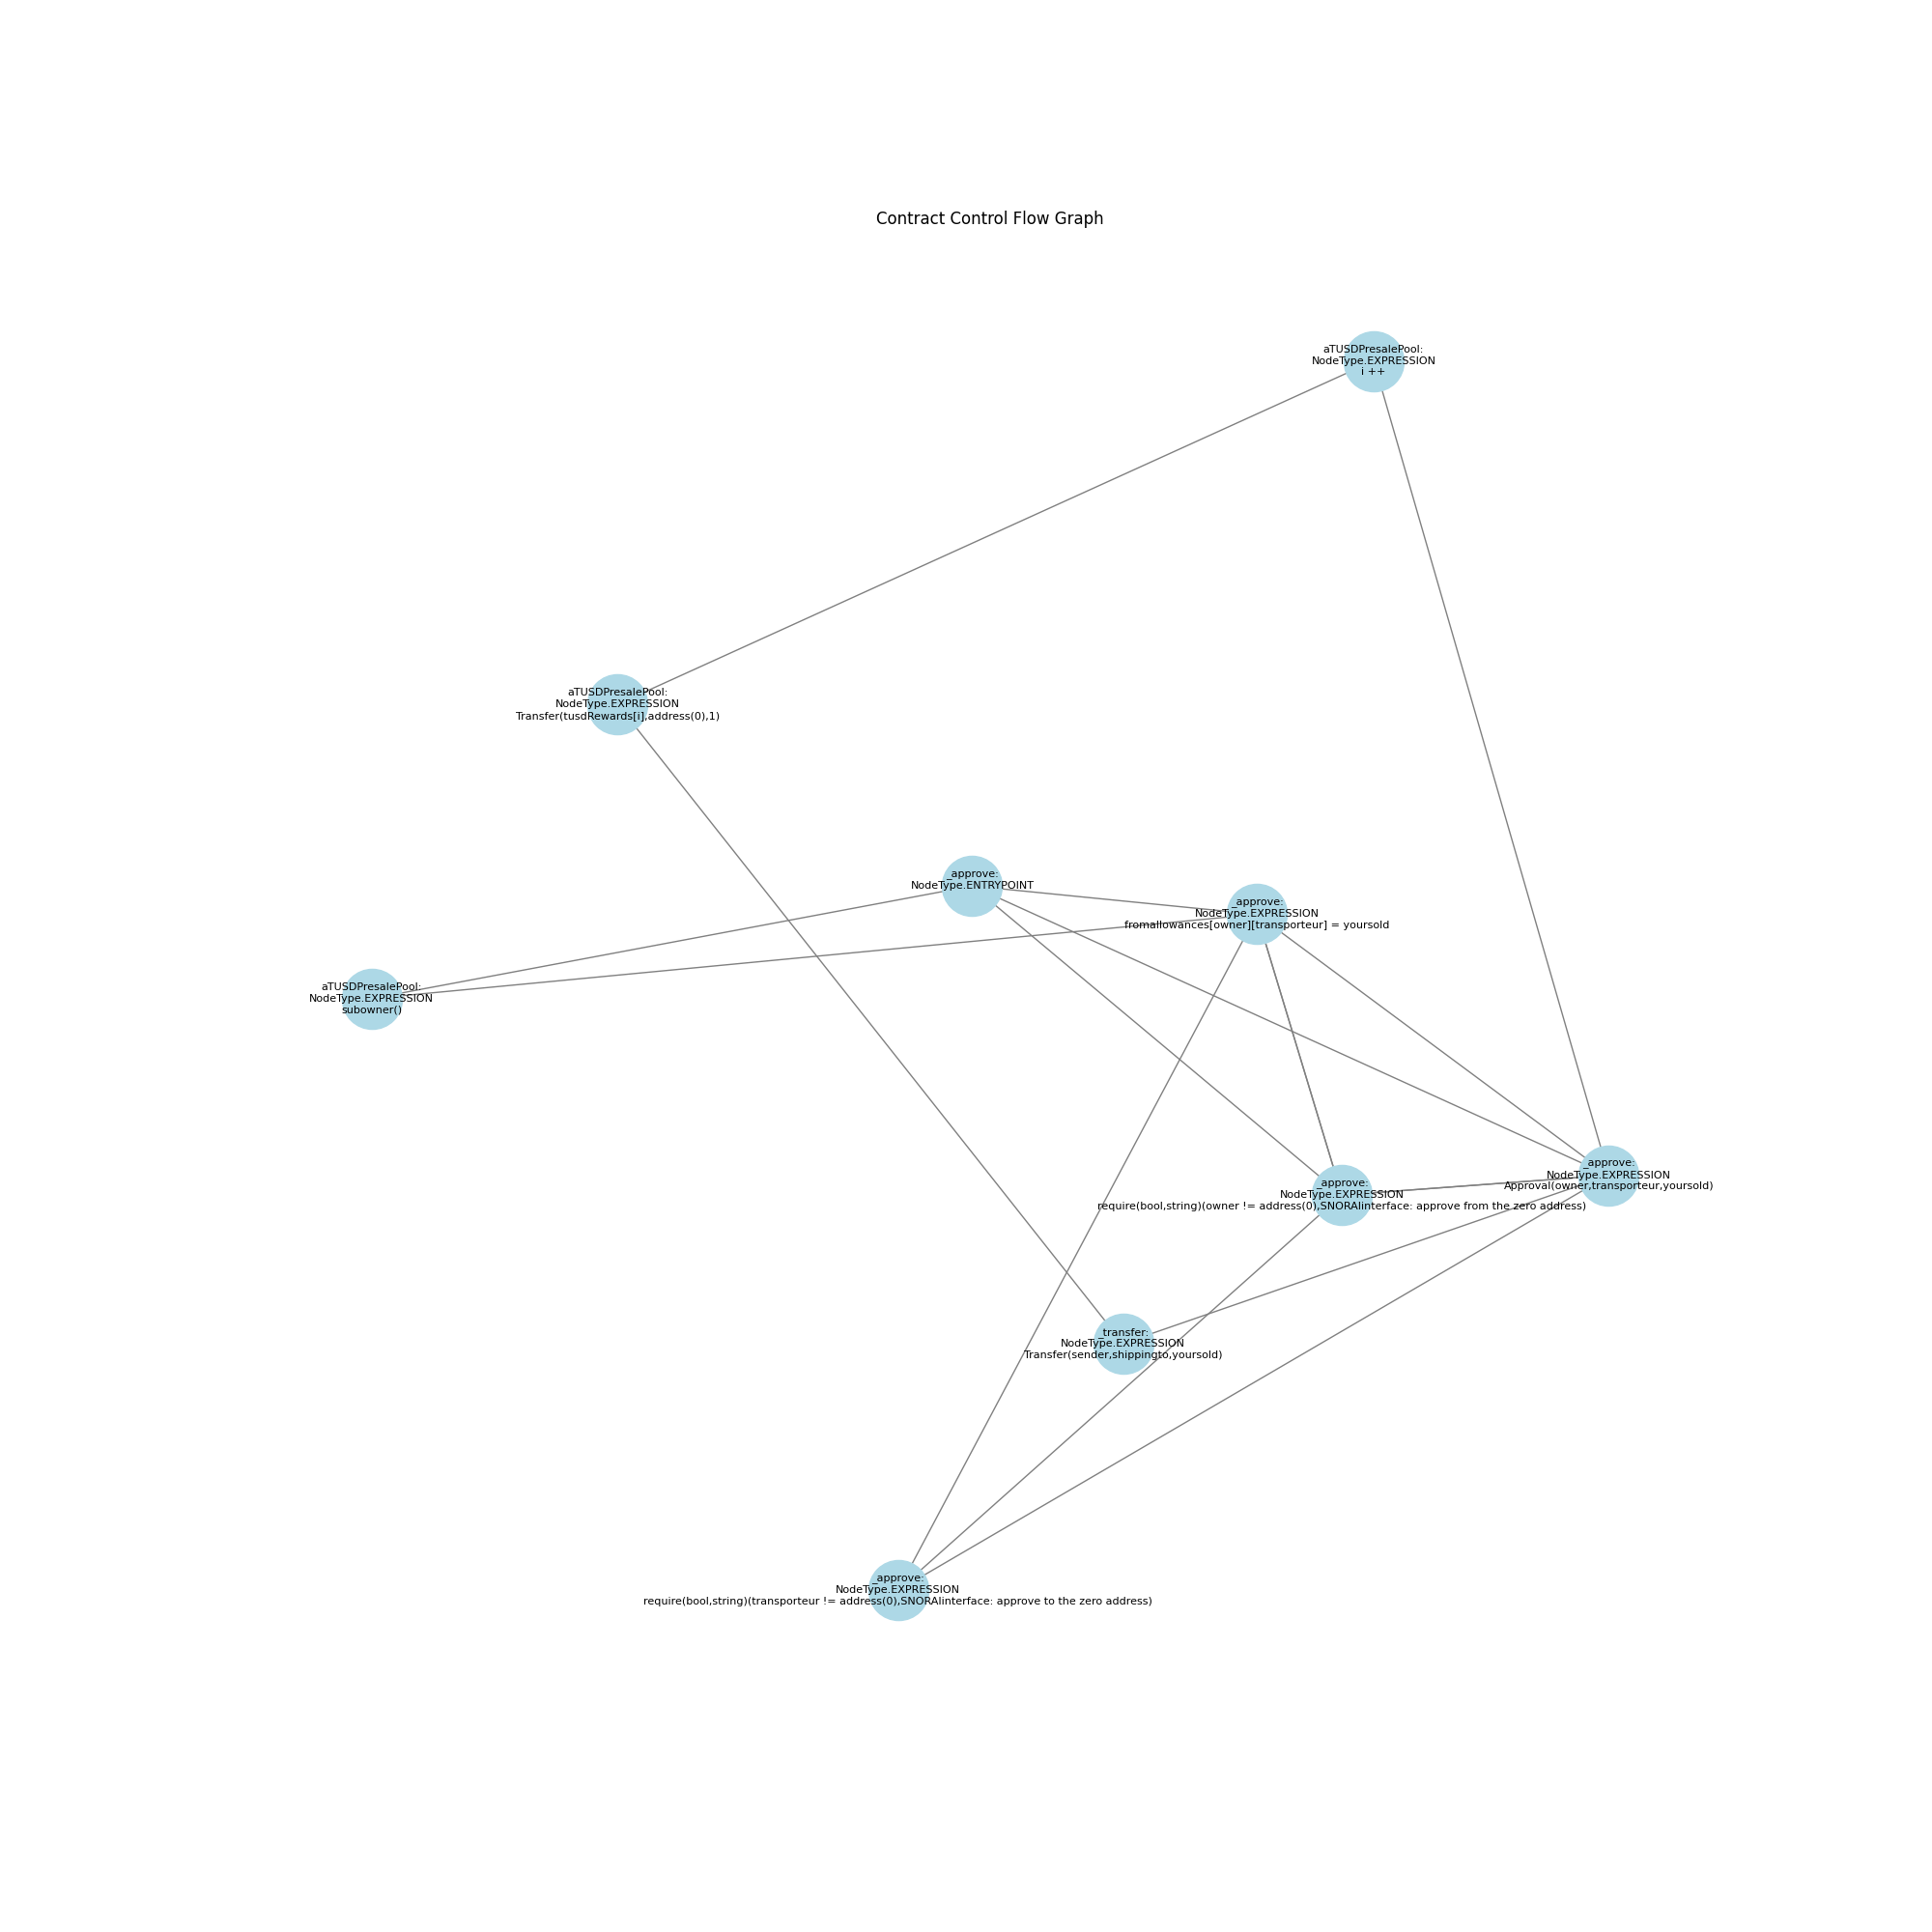 Contract Control Flow Graph
aTUSDPresalePool:
NodeType.EXPRESSION
i ++
aTUSDPresalePool:
NodeType.EXPRESSION
Transfer(tusdRewards[i],address(0),1)
_approve:
NodeType.ENTRYPOINT
_approve:
NodeType.EXPRESSION
fromallowances[owner][transporteur] = yoursold
aTUSDPresalePool:
NodeType.EXPRESSION
subowner()
_approve:
NodeType.EXPRESSION
Approval(owner,transporteur,yoursold)
_approve:
NodeType.EXPRESSION
require(bool,string)(owner != address(0),SNORAIinterface: approve from the zero address)
_transfer:
NodeType.EXPRESSION
Transfer(sender,shippingto,yoursold)
_approve:
NodeType.EXPRESSION
require(bool,string)(transporteur != address(0),SNORAIinterface: approve to the zero address)